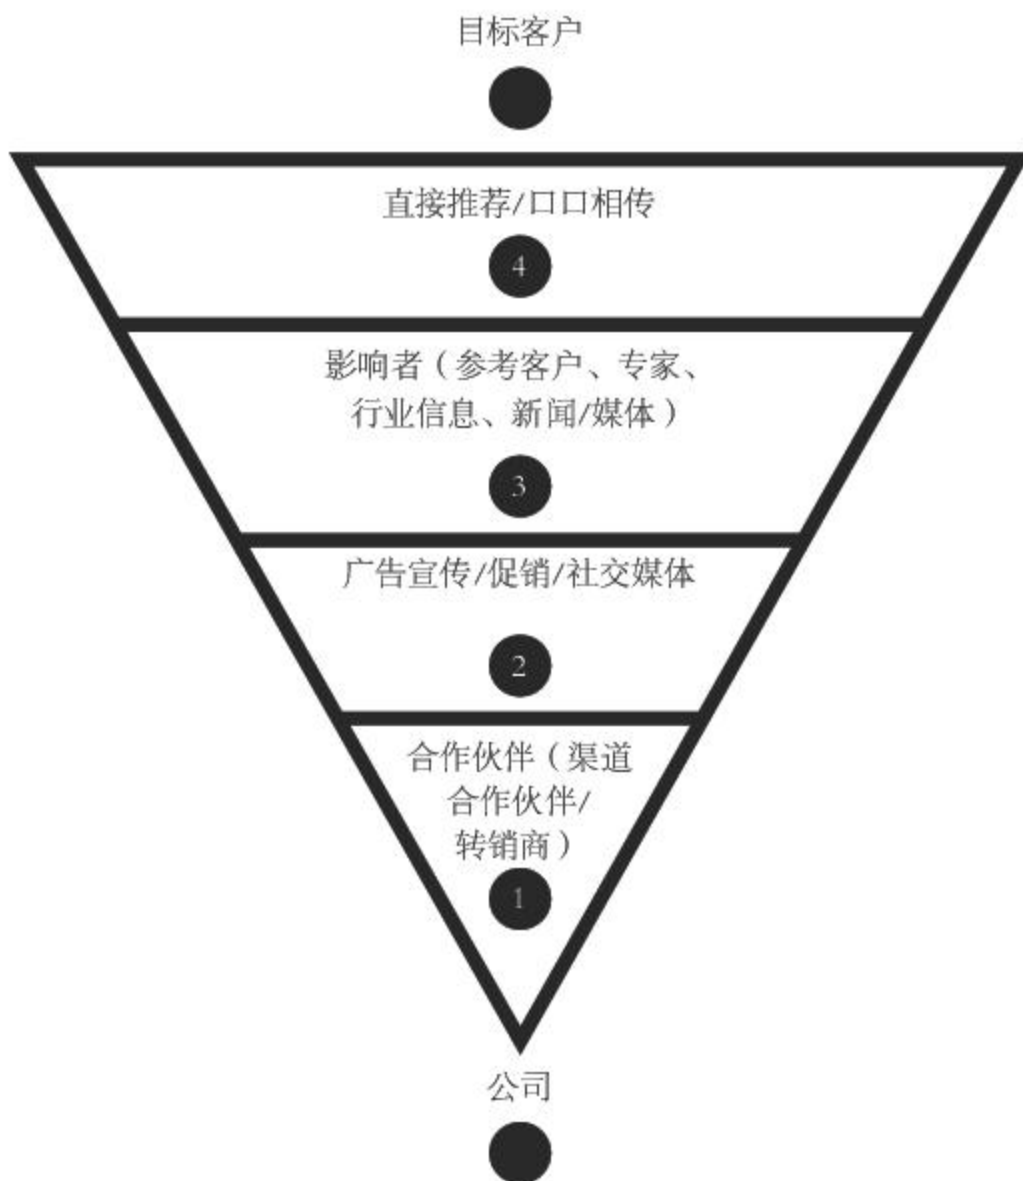 目标客户
直接推荐/口口相传
4
影响者（参考客户、专家、
行业信息、新闻/媒体）
3
广告宣传/促销/社交媒体
2
合作伙伴（渠道
合作伙伴/
转销商）
1
公司